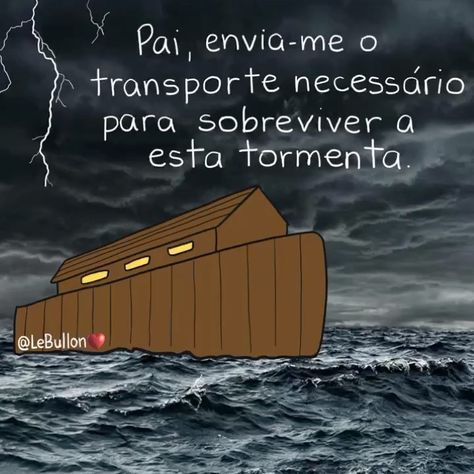 Pai, envia-me o
transporte necessário
para sobreviver a
esta tormenta.
@LeBullon